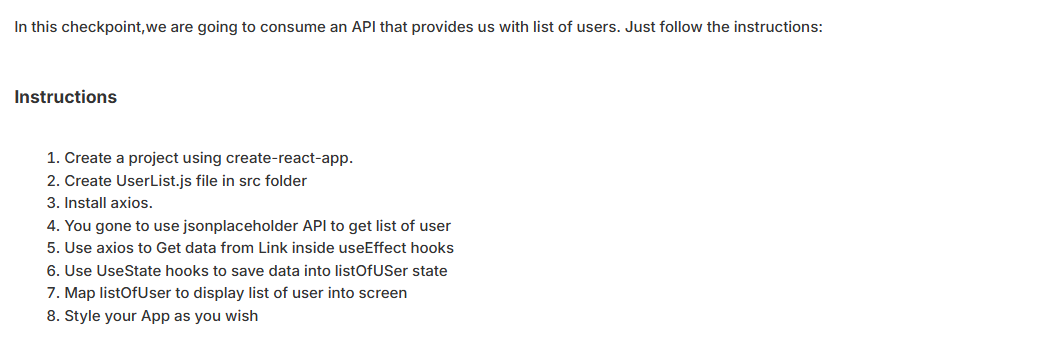 In this checkpoint,we are going to consume an API that provides us with list of users. Just follow the instructions:
Instructions
1. Create a project using create-react-app.
2. Create UserList.js file in src folder
3. Install axios.
4. You gone to use jsonplaceholder API to get list of user
5. Use axios to Get data from Link inside useEffect hooks
6. Use UseState hooks to save data into listOfUSer state
7. Map listOfUser to display list of user into screen
8. Style your App as you wish